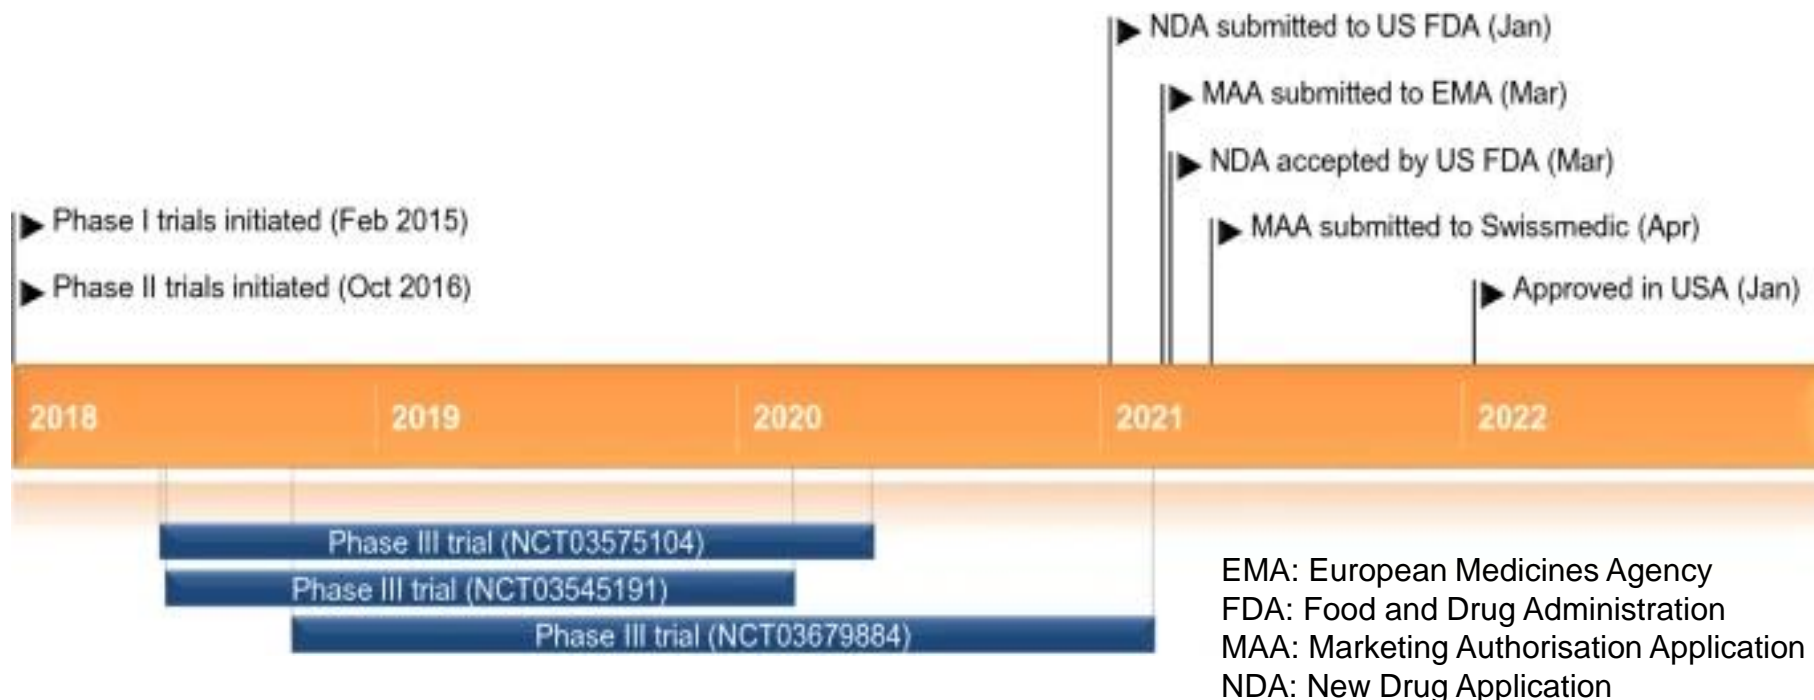 NDA submitted to US FDA (Jan)
MAA submitted to EMA (Mar)
NDA accepted by US FDA (Mar)
Phase I trials initiated (Feb 2015)
MAA submitted to Swissmedic (Apr)
Phase II trials initiated (Oct 2016)
Approved in USA (Jan)
2018 2019 2020 2021 2022
Phase III trial (NCT03575104)
Phase III trial (NCT03545191)
Phase III trial (NCT03679884)
EMA: European Medicines Agency
FDA: Food and Drug Administration
MAA: Marketing Authorisation Application
NDA: New Drug Application